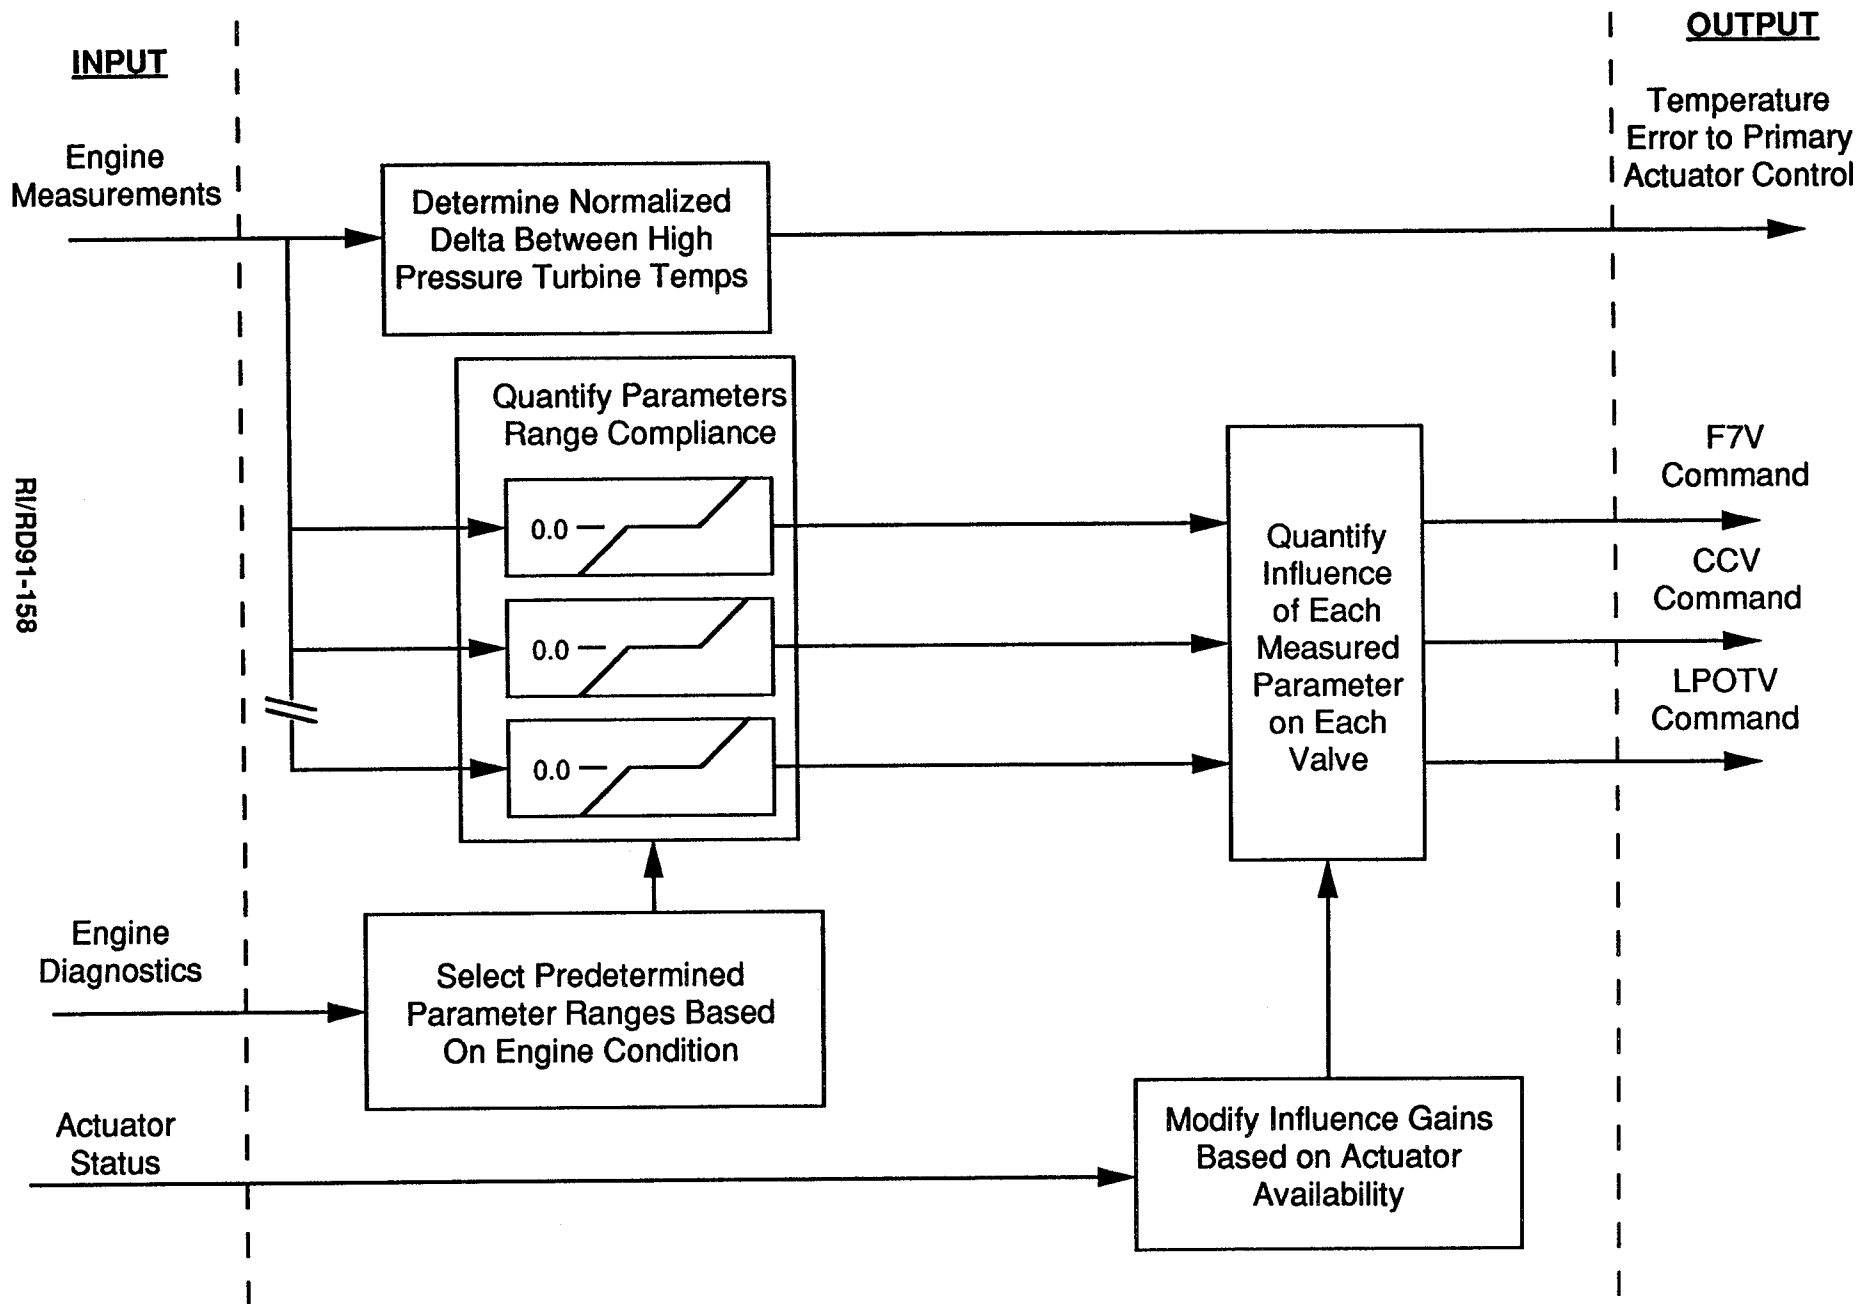 INPUT
OUTPUT
Engine
Measurements
Temperature
Error to Primary
Actuator Control
Determine Normalized
Delta Between High
Pressure Turbine Temps
Quantify Parameters
Range Compliance
0.0
0.0
0.0
Quantify
Influence
of Each
Measured
Parameter
on Each
Valve
F7V
Command
CCV
Command
LPOTV
Command
RI/RD91-158
Engine
Diagnostics
Select Predetermined
Parameter Ranges Based
On Engine Condition
Actuator
Status
Modify Influence Gains
Based on Actuator
Availability